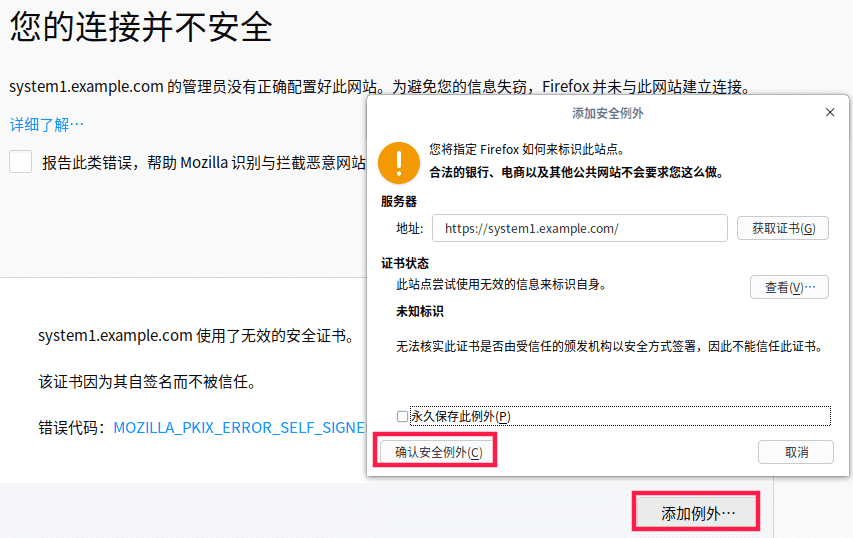 您的连接并不安全
system1.example.com 的管理员没有正确配置好此网站。为避免您的信息失窃，Firefox 并未与此网站建立连接。
详细了解…
报告此类错误，帮助 Mozilla 识别与拦截恶意网站
添加安全例外
您将指定 Firefox 如何来标识此站点。
合法的银行、电商以及其他公共网站不会要求您这么做。
服务器
地址: https://system1.example.com/ 获取证书(G)
证书状态
此站点尝试使用无效的信息来标识自身。 查看(V)…
未知标识
无法核实此证书是否由受信任的颁发机构以安全方式签署，因此不能信任此证书。
永久保存此例外(P)
确认安全例外(C) 取消
system1.example.com 使用了无效的安全证书。
该证书因为其自签名而不被信任。
错误代码：MOZILLA_PKIX_ERROR_SELF_SIGNE
添加例外…